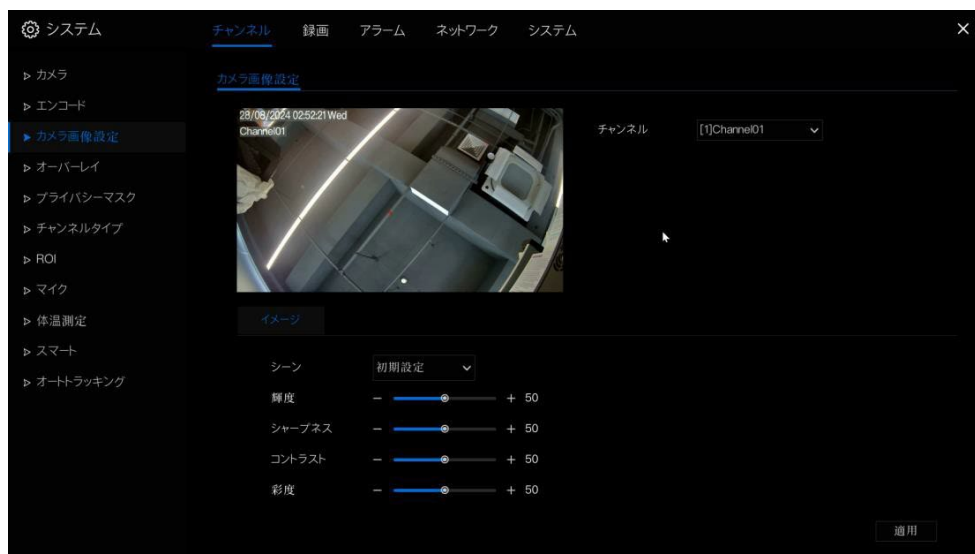 システム
チャンネル 録画 アラーム ネットワーク システム
カメラ
エンコード
カメラ画像設定
オーバーレイ
プライバシーマスク
チャンネルタイプ
ROI
マイク
体温測定
スマート
オートトラッキング
カメラ画像設定
28/08/2024 02:52:21 Wed
Channel01
チャンネル [1]Channel01
イメージ
シーン 初期設定
輝度 − + 50
シャープネス − + 50
コントラスト − + 50
彩度 − + 50
適用